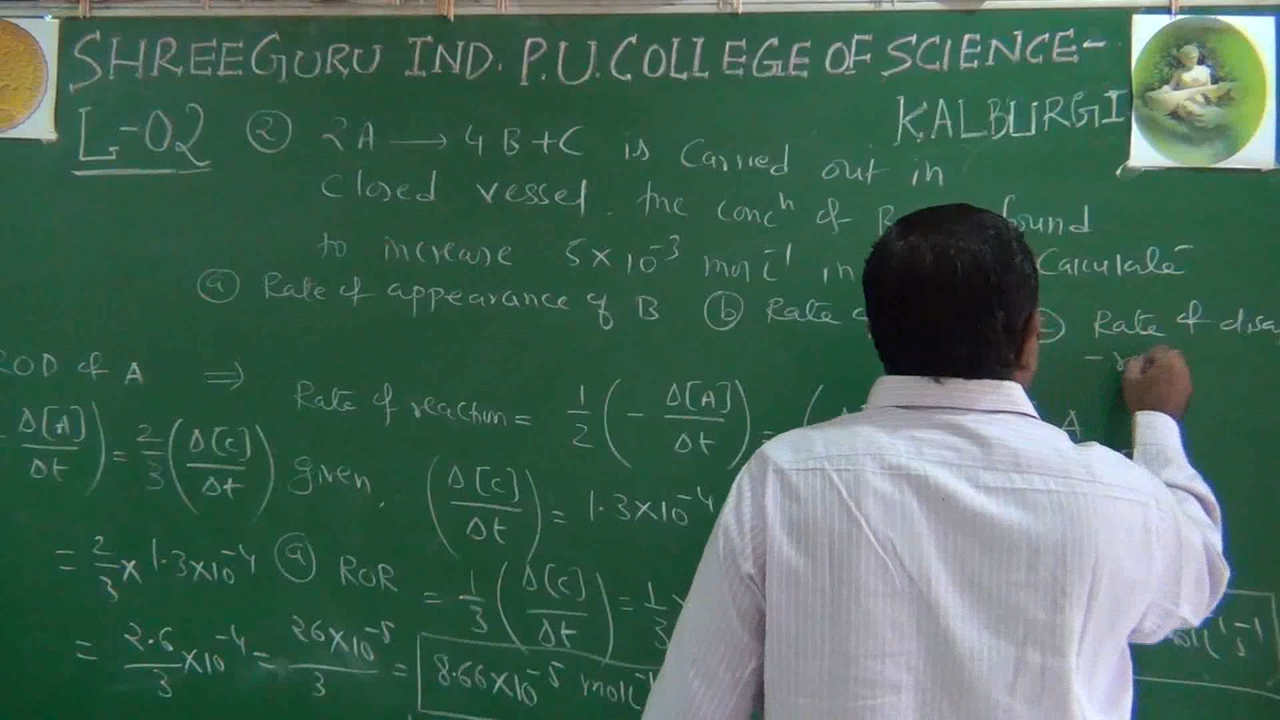 SHREEGURU IND. P.U. COLLEGE OF SCIENCE-
KALBURGI
L-02 ② 2A ⟶ 4B+C is carried out in
closed vessel. the concⁿ of B found
to increase 5×10⁻³ mol L⁻¹ in Calculate
ⓐ Rate of appearance of B ⓑ Rate Rate of disa
ROD of A ⇒ Rate of reaction = 1/2 (- Δ[A]/Δt) =
Δ[A]/Δt) = 2/3 (Δ[C]/Δt) given, (Δ[C]/Δt) = 1.3×10⁻⁴
= 2/3 × 1.3×10⁻⁴ ⓐ ROR = 1/3 (Δ[C]/Δt) = 1/3
= 2.6/3 ×10⁻⁴ = 26×10⁻⁵/3 = 8.66×10⁻⁵ mol L⁻¹